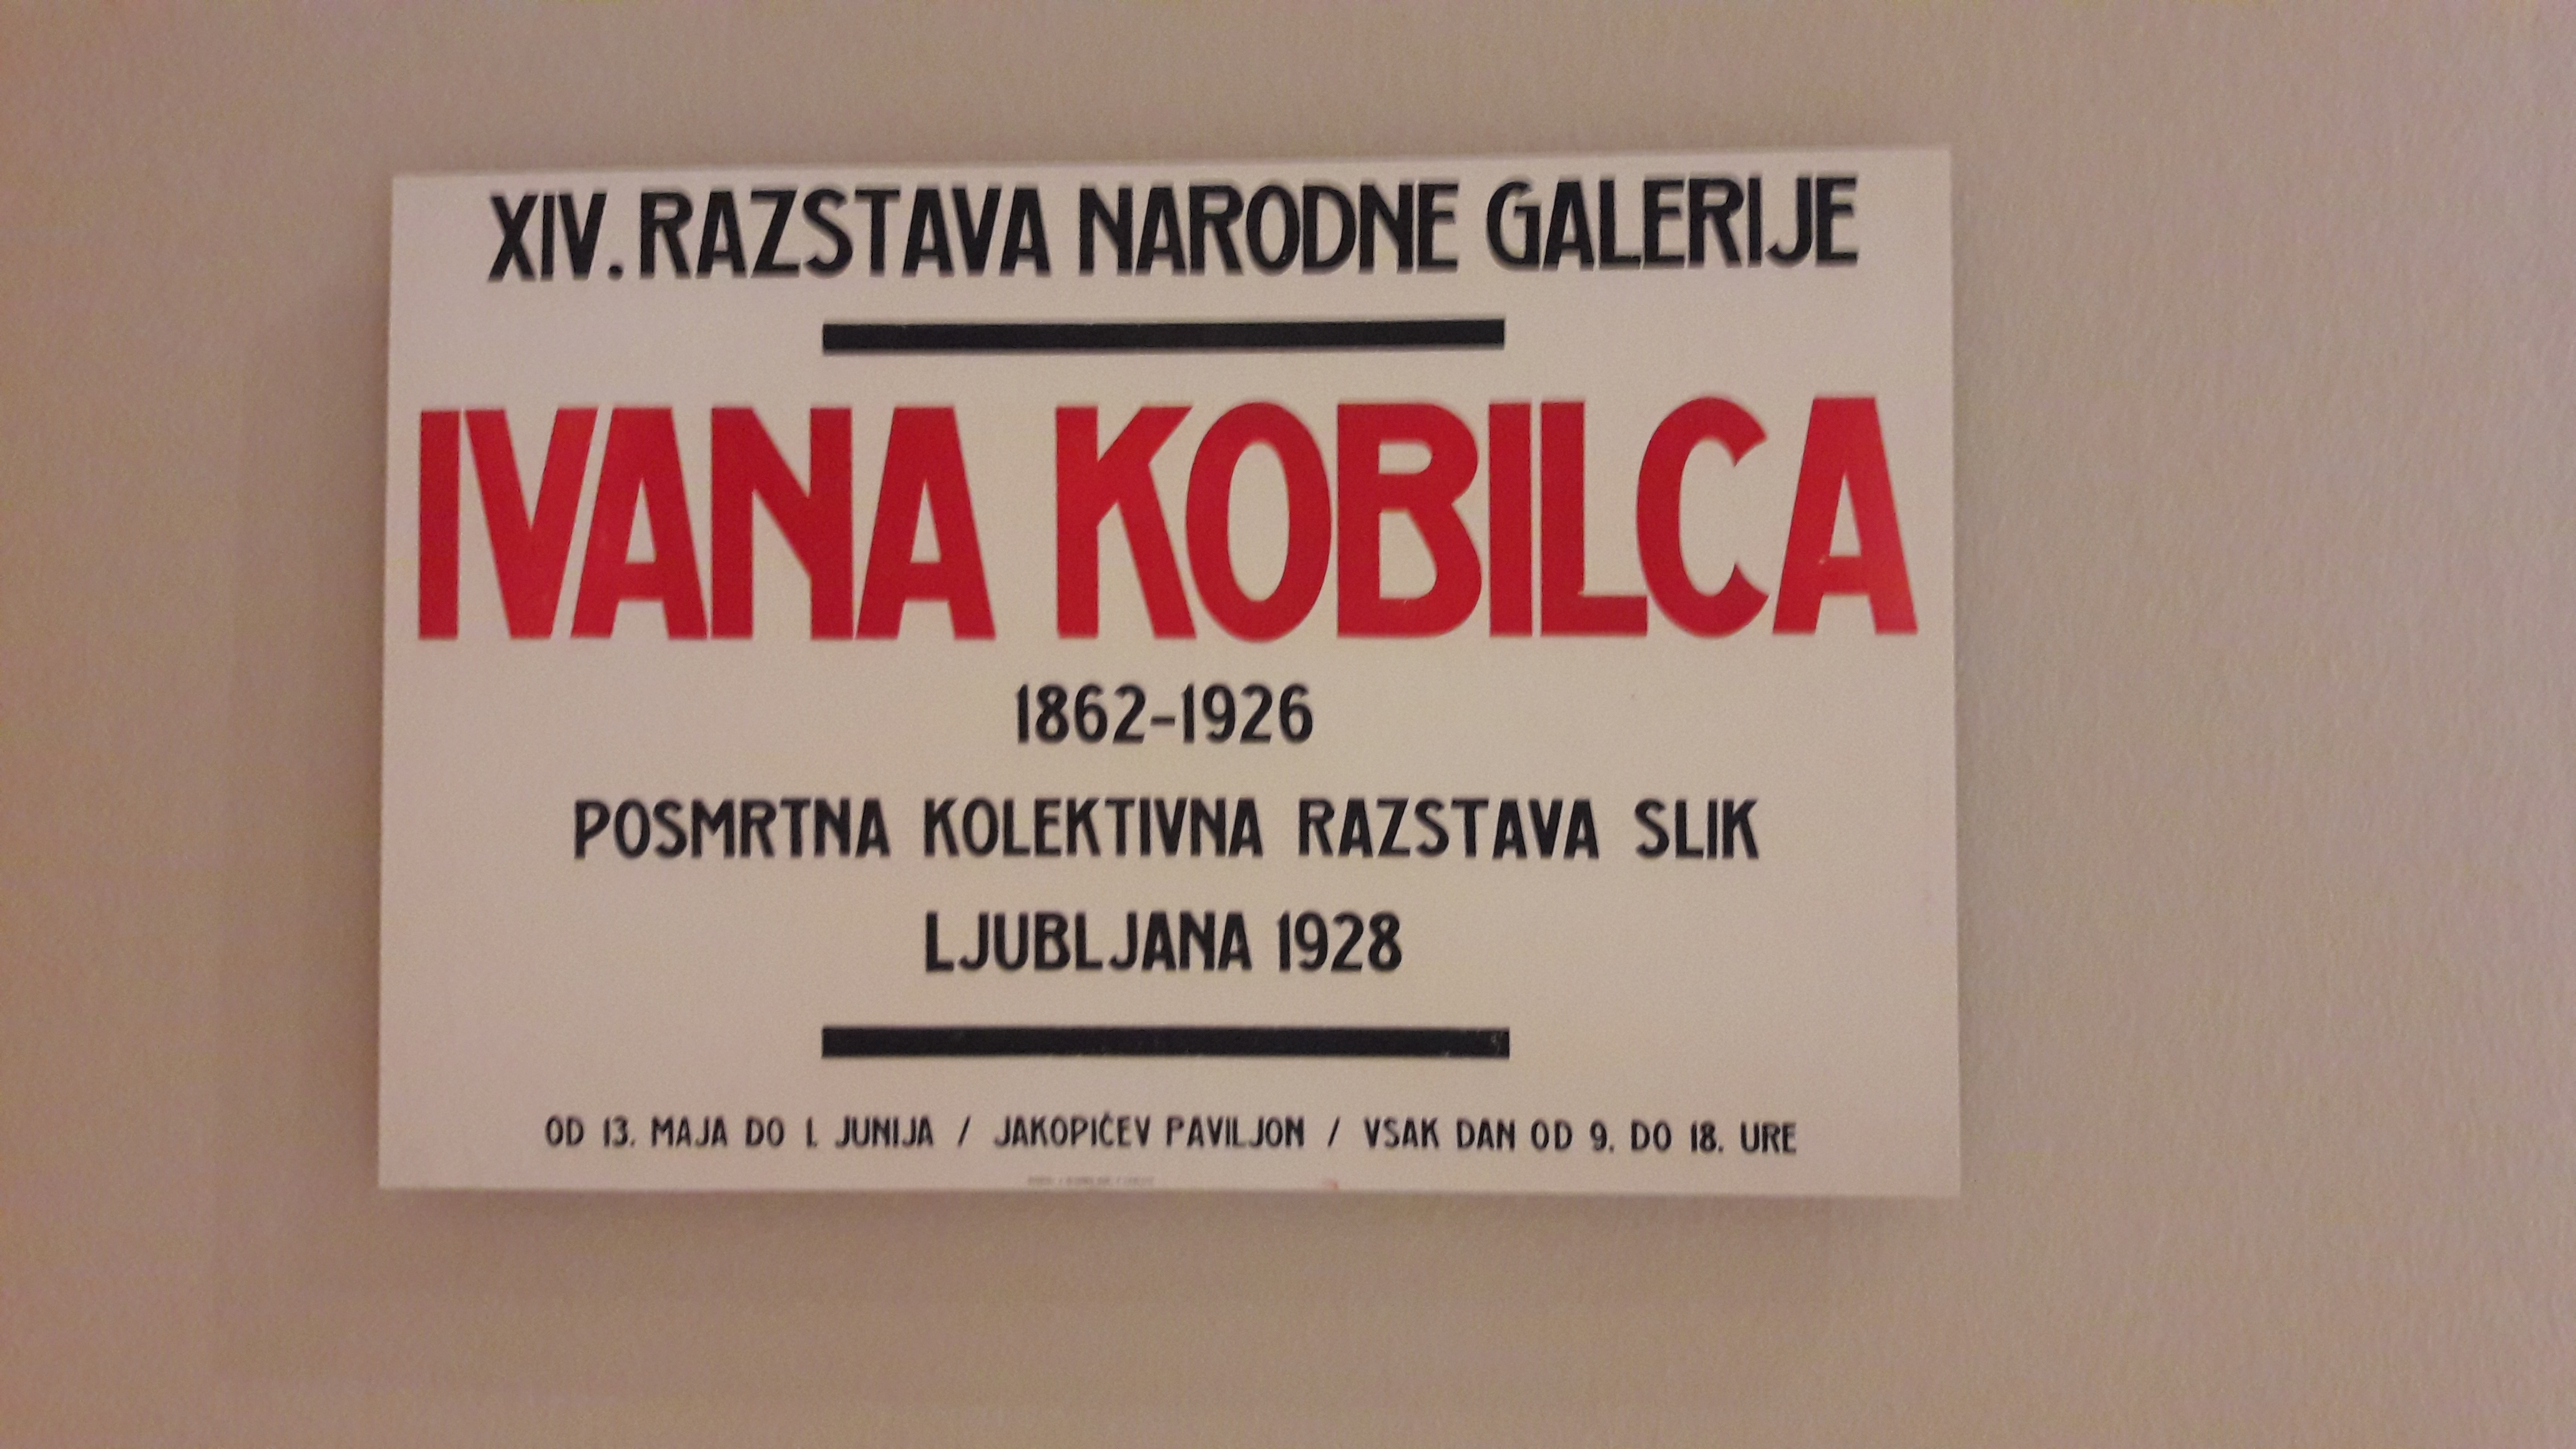 XIV. RAZSTAVA NARODNE GALERIJE
IVANA KOBILCA
1862-1926
POSMRTNA KOLEKTIVNA RAZSTAVA SLIK
LJUBLJANA 1928
OD 13. MAJA DO 1. JUNIJA / JAKOPIČEV PAVILJON / VSAK DAN OD 9. DO 18. URE